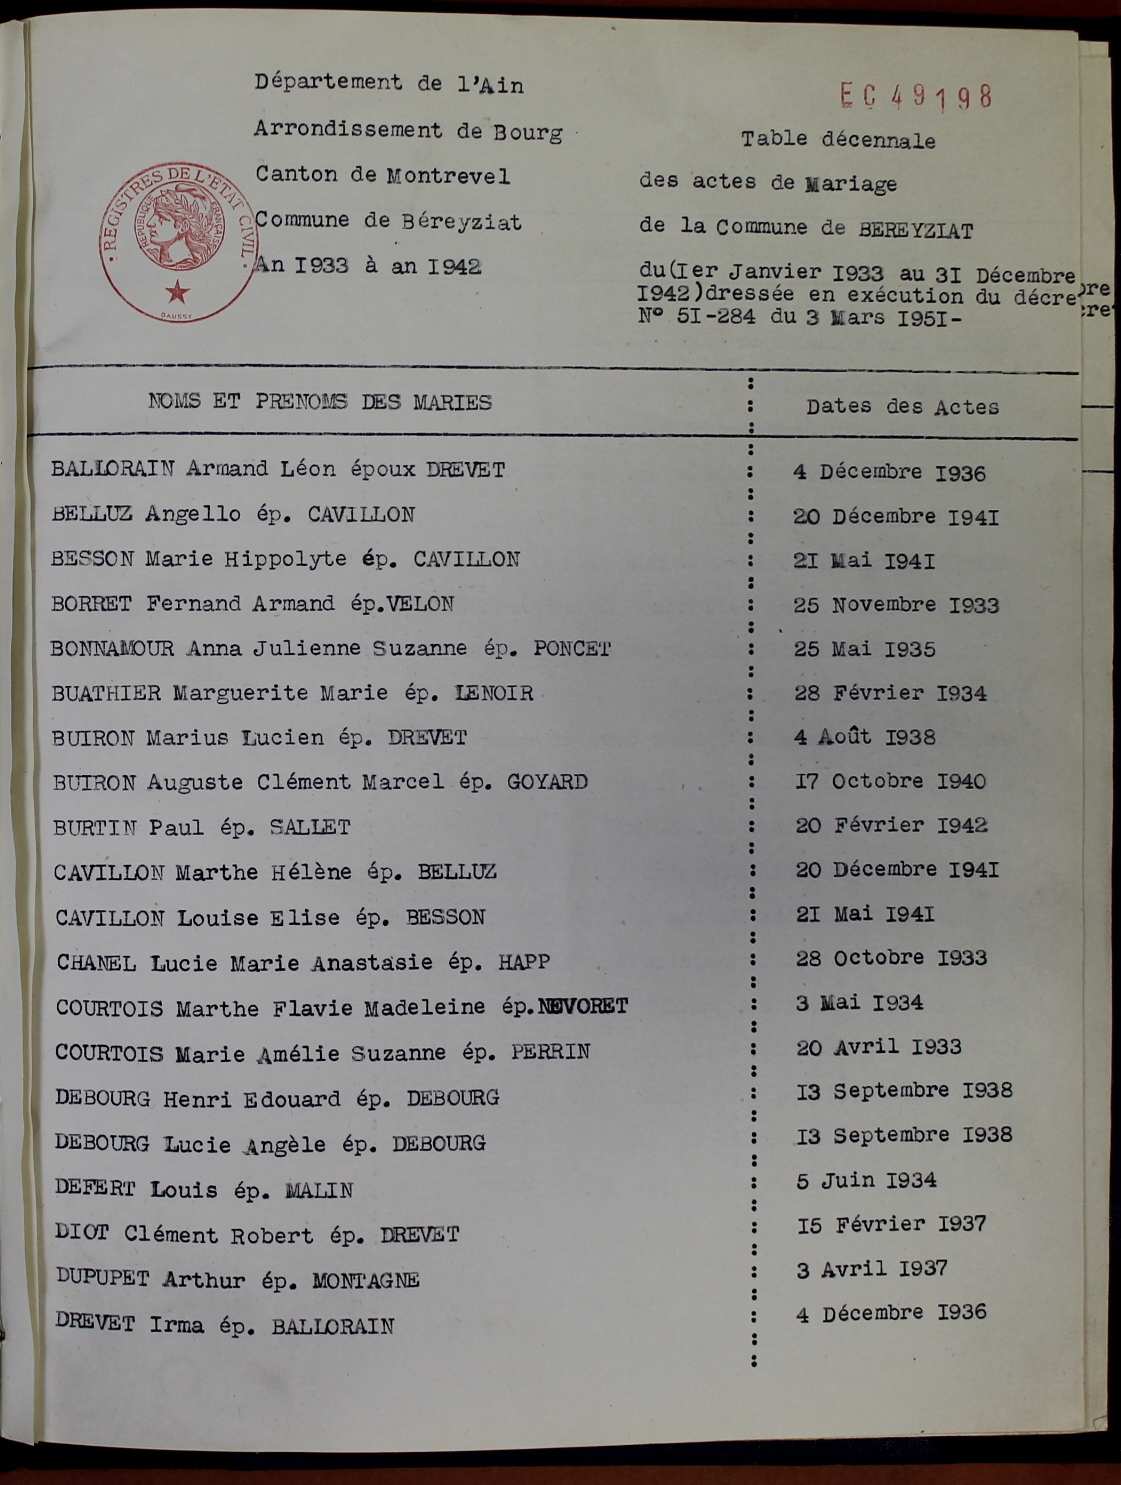 Département de l'Ain
Arrondissement de Bourg
Canton de Montrevel
Commune de Béreyziat
An I933 à an I942
REGISTRES DE L'ETAT CIVIL
REPUBLIQUE FRANÇAISE
DAUSSY
EC 49198
Table décennale
des actes de Mariage
de la Commune de BEREYZIAT
du(Ier Janvier I933 au 3I Décembre
I942)dressée en exécution du décre
N° 5I-284 du 3 Mars I95I-
NOMS ET PRENOMS DES MARIES : Dates des Actes
BALLORAIN Armand Léon époux DREVET : 4 Décembre I936
BELLUZ Angello ép. CAVILLON : 20 Décembre I94I
BESSON Marie Hippolyte ép. CAVILLON : 2I Mai I94I
BORRET Fernand Armand ép.VELON : 25 Novembre I933
BONNAMOUR Anna Julienne Suzanne ép. PONCET : 25 Mai I935
BUATHIER Marguerite Marie ép. LENOIR : 28 Février I934
BUIRON Marius Lucien ép. DREVET : 4 Août I938
BUIRON Auguste Clément Marcel ép. GOYARD : I7 Octobre I940
BURTIN Paul ép. SALLET : 20 Février I942
CAVILLON Marthe Hélène ép. BELLUZ : 20 Décembre I94I
CAVILLON Louise Elise ép. BESSON : 2I Mai I94I
CHANEL Lucie Marie Anastasie ép. HAPP : 28 Octobre I933
COURTOIS Marthe Flavie Madeleine ép.NEVORET : 3 Mai I934
COURTOIS Marie Amélie Suzanne ép. PERRIN : 20 Avril I933
DEBOURG Henri Edouard ép. DEBOURG : I3 Septembre I938
DEBOURG Lucie Angèle ép. DEBOURG : I3 Septembre I938
DEFERT Louis ép. MALIN : 5 Juin I934
DIOT Clément Robert ép. DREVET : I5 Février I937
DUPUPET Arthur ép. MONTAGNE : 3 Avril I937
DREVET Irma ép. BALLORAIN : 4 Décembre I936